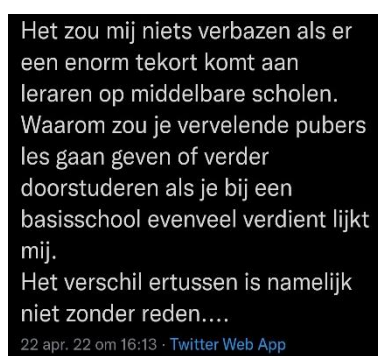 Het zou mij niets verbazen als er
een enorm tekort komt aan
leraren op middelbare scholen.
Waarom zou je vervelende pubers
les gaan geven of verder
doorstuderen als je bij een
basisschool evenveel verdient lijkt
mij.
Het verschil ertussen is namelijk
niet zonder reden....
22 apr. 22 om 16:13 · Twitter Web App